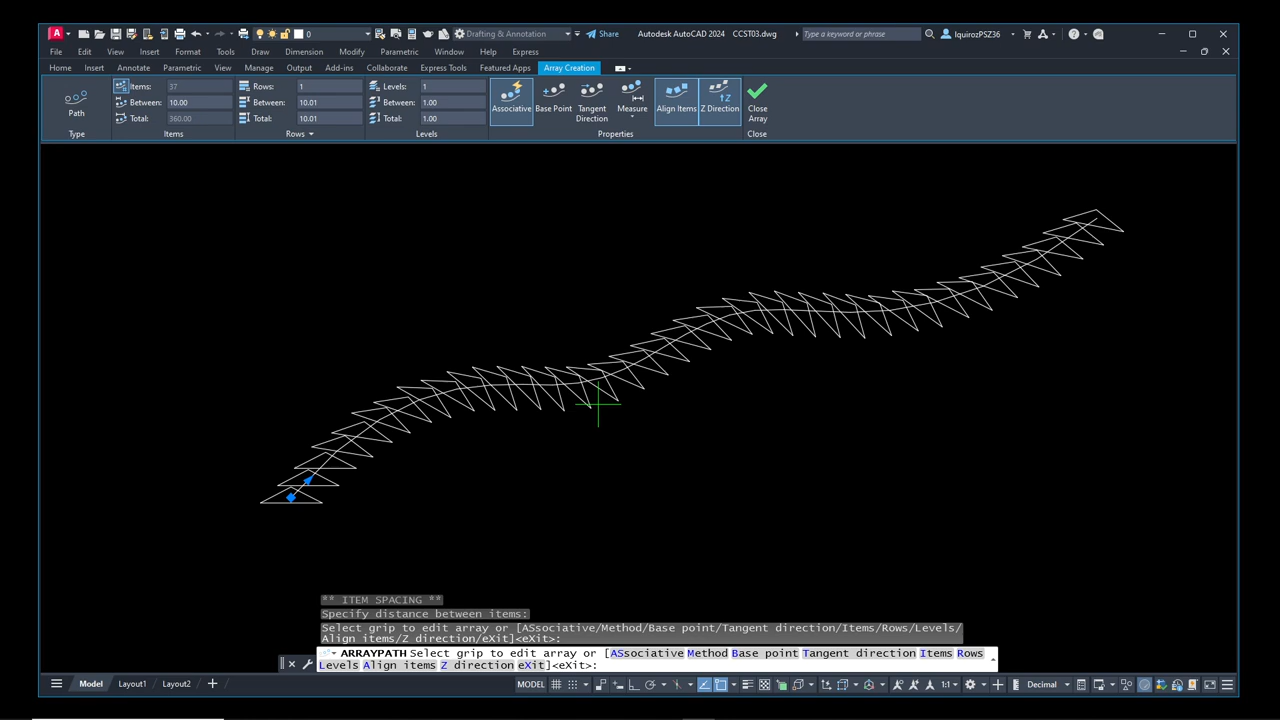 A 0 Drafting & Annotation Share Autodesk AutoCAD 2024 CCST03.dwg Type a keyword or phrase lquirozPSZ36
File Edit View Insert Format Tools Draw Dimension Modify Parametric Window Help Express
Home Insert Annotate Parametric View Manage Output Add-ins Collaborate Express Tools Featured Apps Array Creation
Items: 37 Rows: 1 Levels: 1
Between: 10.00 Between: 10.01 Between: 1.00
Path Associative Base Point Tangent Direction Measure Align Items Z Direction Close Array
Total: 360.00 Total: 10.01 Total: 1.00
Type Items Rows Levels Properties Close
** ITEM SPACING **
Specify distance between items:
Select grip to edit array or [ASsociative/Method/Base point/Tangent direction/Items/Rows/Levels/
Align items/Z direction/eXit]<eXit>:
ARRAYPATH Select grip to edit array or [ASsociative Method Base point Tangent direction Items Rows
Levels Align items Z direction eXit]<eXit>:
Model Layout1 Layout2 + MODEL 1:1 Decimal